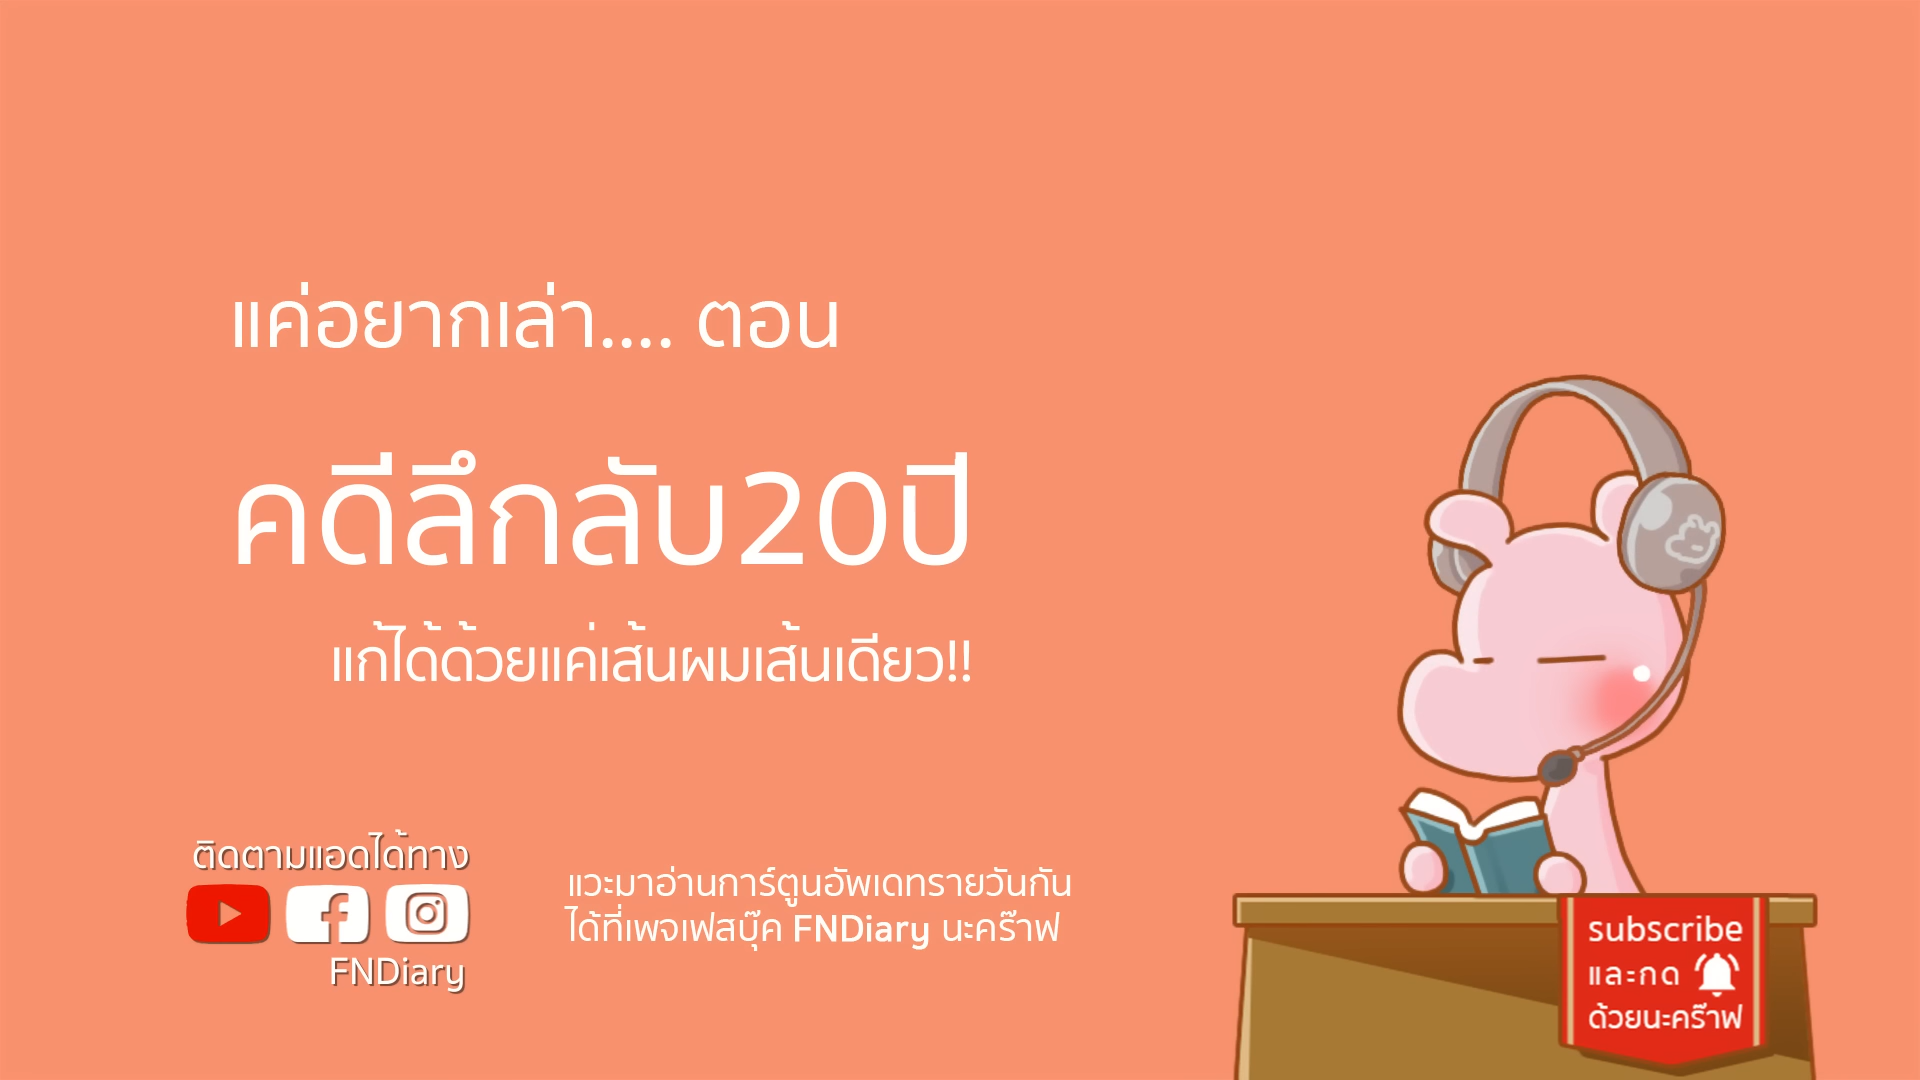 แค่อยากเล่า.... ตอน
คดีลึกลับ20ปี
แก้ได้ด้วยแค่เส้นผมเส้นเดียว!!
ติดตามแอดได้ทาง
FNDiary
แวะมาอ่านการ์ตูนอัพเดทรายวันกัน
ได้ที่เพจเฟสบุ๊ค FNDiary นะคร๊าฟ
subscribe
และกด
ด้วยนะคร๊าฟ